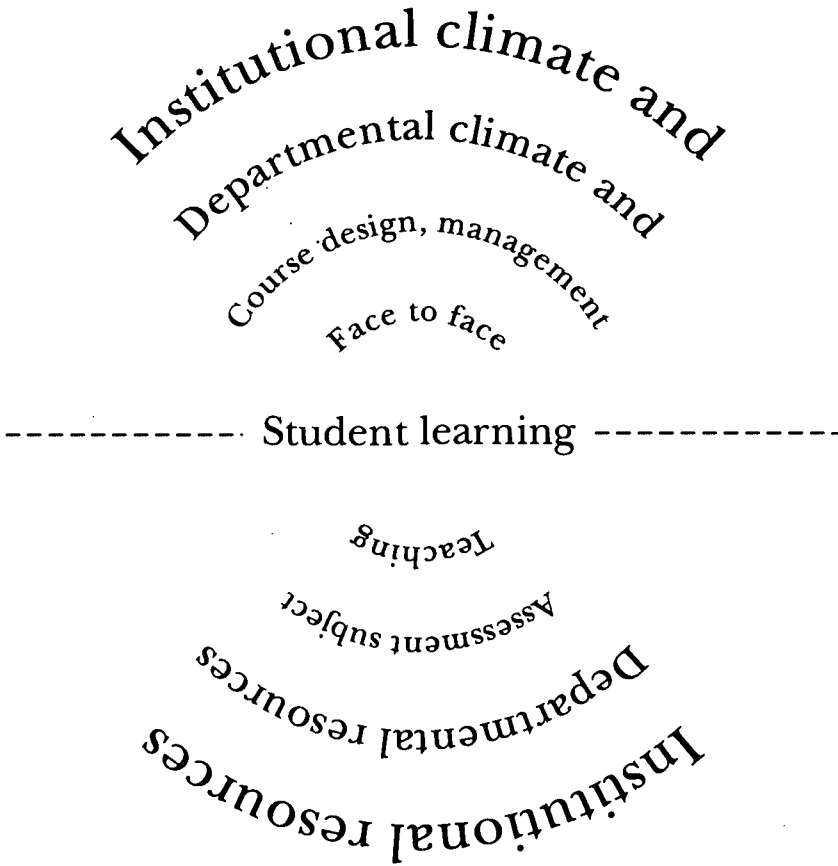 Institutional climate and
Departmental climate and
Course design, management
Face to face
Student learning
Teaching
Assessment subject
Departmental resources
Institutional resources